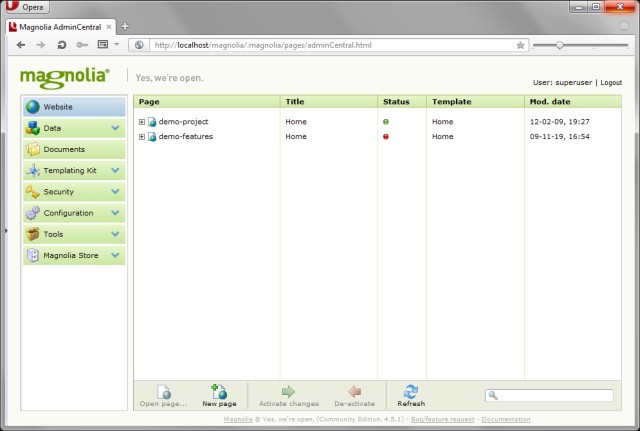 Opera
Magnolia AdminCentral
http://localhost/magnolia/.magnolia/pages/adminCentral.html
magnolia® Yes, we're open.
User: superuser | Logout
Website
Data
Documents
Templating Kit
Security
Configuration
Tools
Magnolia Store
Page Title Status Template Mod. date
demo-project Home Home 12-02-09, 19:27
demo-features Home Home 09-11-19, 16:54
Open page... New page Activate changes De-activate Refresh
Magnolia © Yes, we're open. (Community Edition, 4.5.1) - Bug/feature request - Documentation